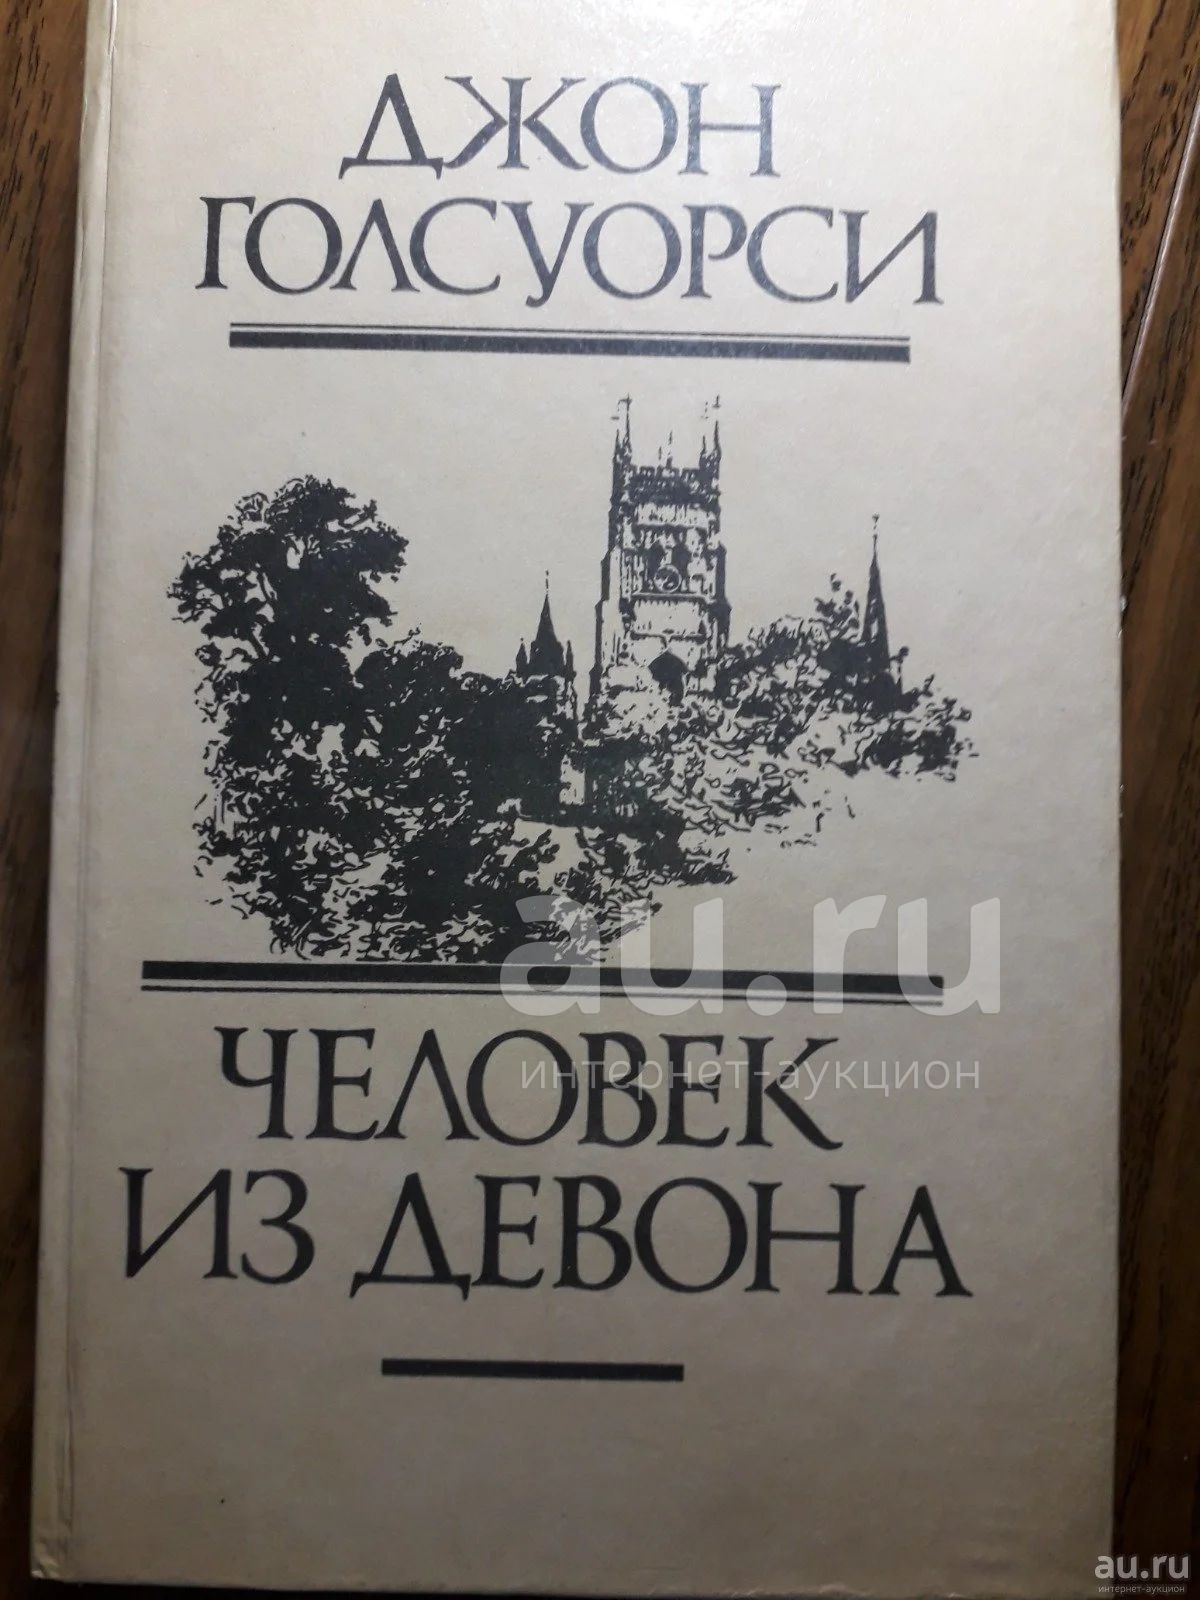 ДЖОН
ГОЛСУОРСИ
au.ru
интернет-аукцион
ЧЕЛОВЕК
ИЗ ДЕВОНА
au.ru
интернет-аукцион